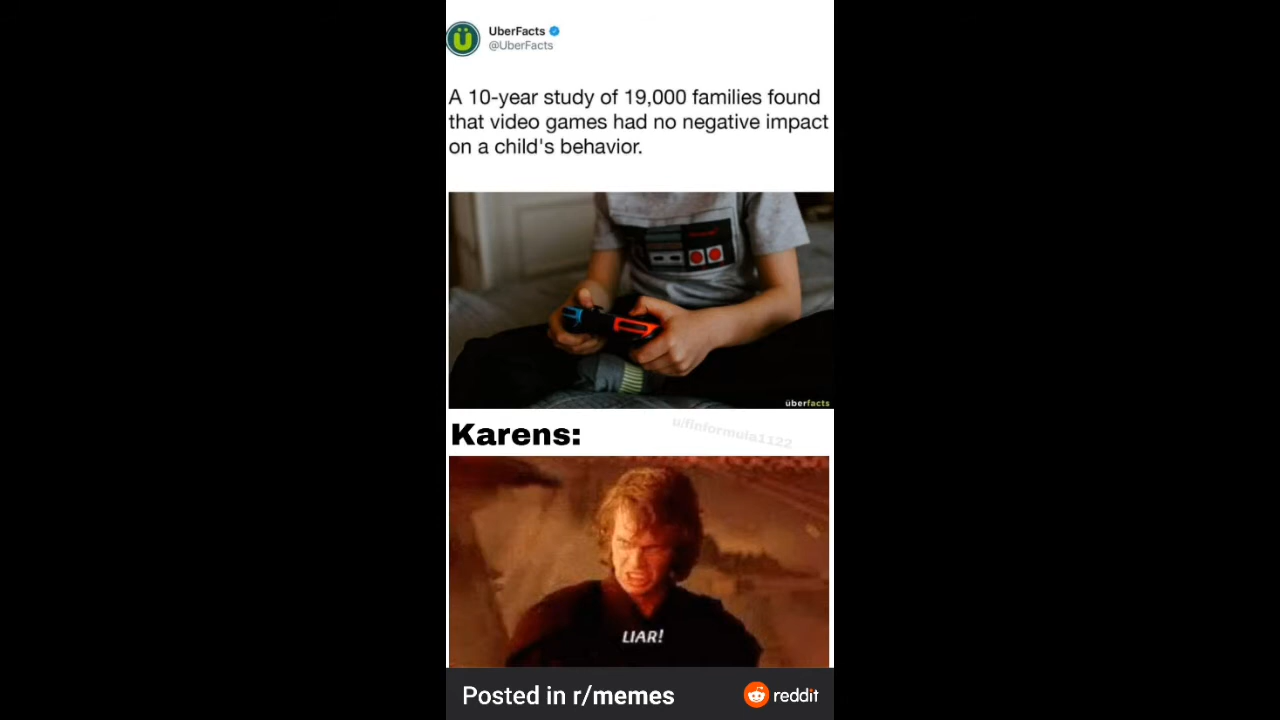 UberFacts
@UberFacts
A 10-year study of 19,000 families found
that video games had no negative impact
on a child's behavior.
überfacts
Karens:
u/finformula1122
LIAR!
Posted in r/memes
reddit